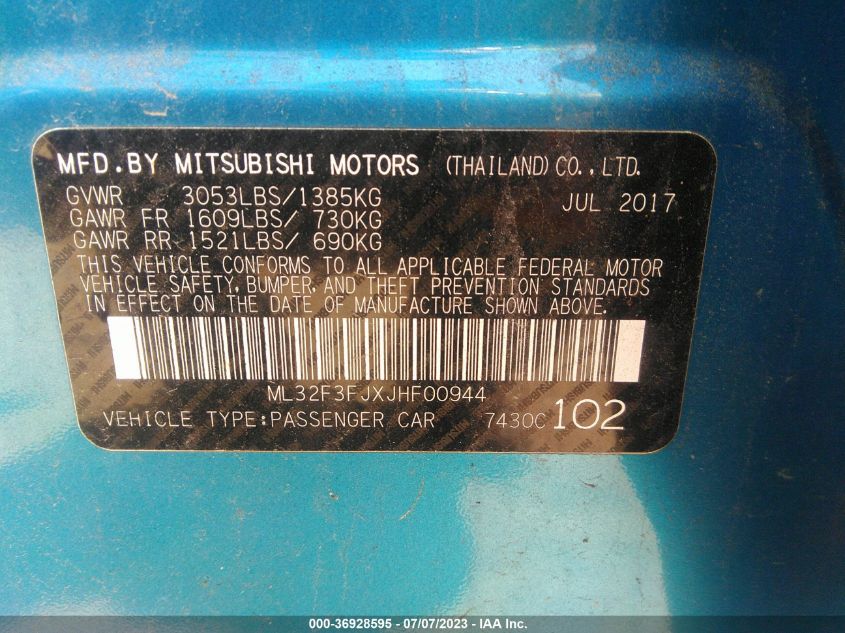 MFD.BY MITSUBISHI MOTORS (THAILAND) CO.,LTD.
GVWR 3053LBS/1385KG JUL 2017
GAWR FR 1609LBS/ 730KG
GAWR RR 1521LBS/ 690KG
THIS VEHICLE CONFORMS TO ALL APPLICABLE FEDERAL MOTOR
VEHICLE SAFETY, BUMPER, AND THEFT PREVENTION STANDARDS
IN EFFECT ON THE DATE OF MANUFACTURE SHOWN ABOVE.
ML32F3FJXJHF00944
VEHICLE TYPE:PASSENGER CAR 7430C 102
000-36928595 - 07/07/2023 - IAA Inc.